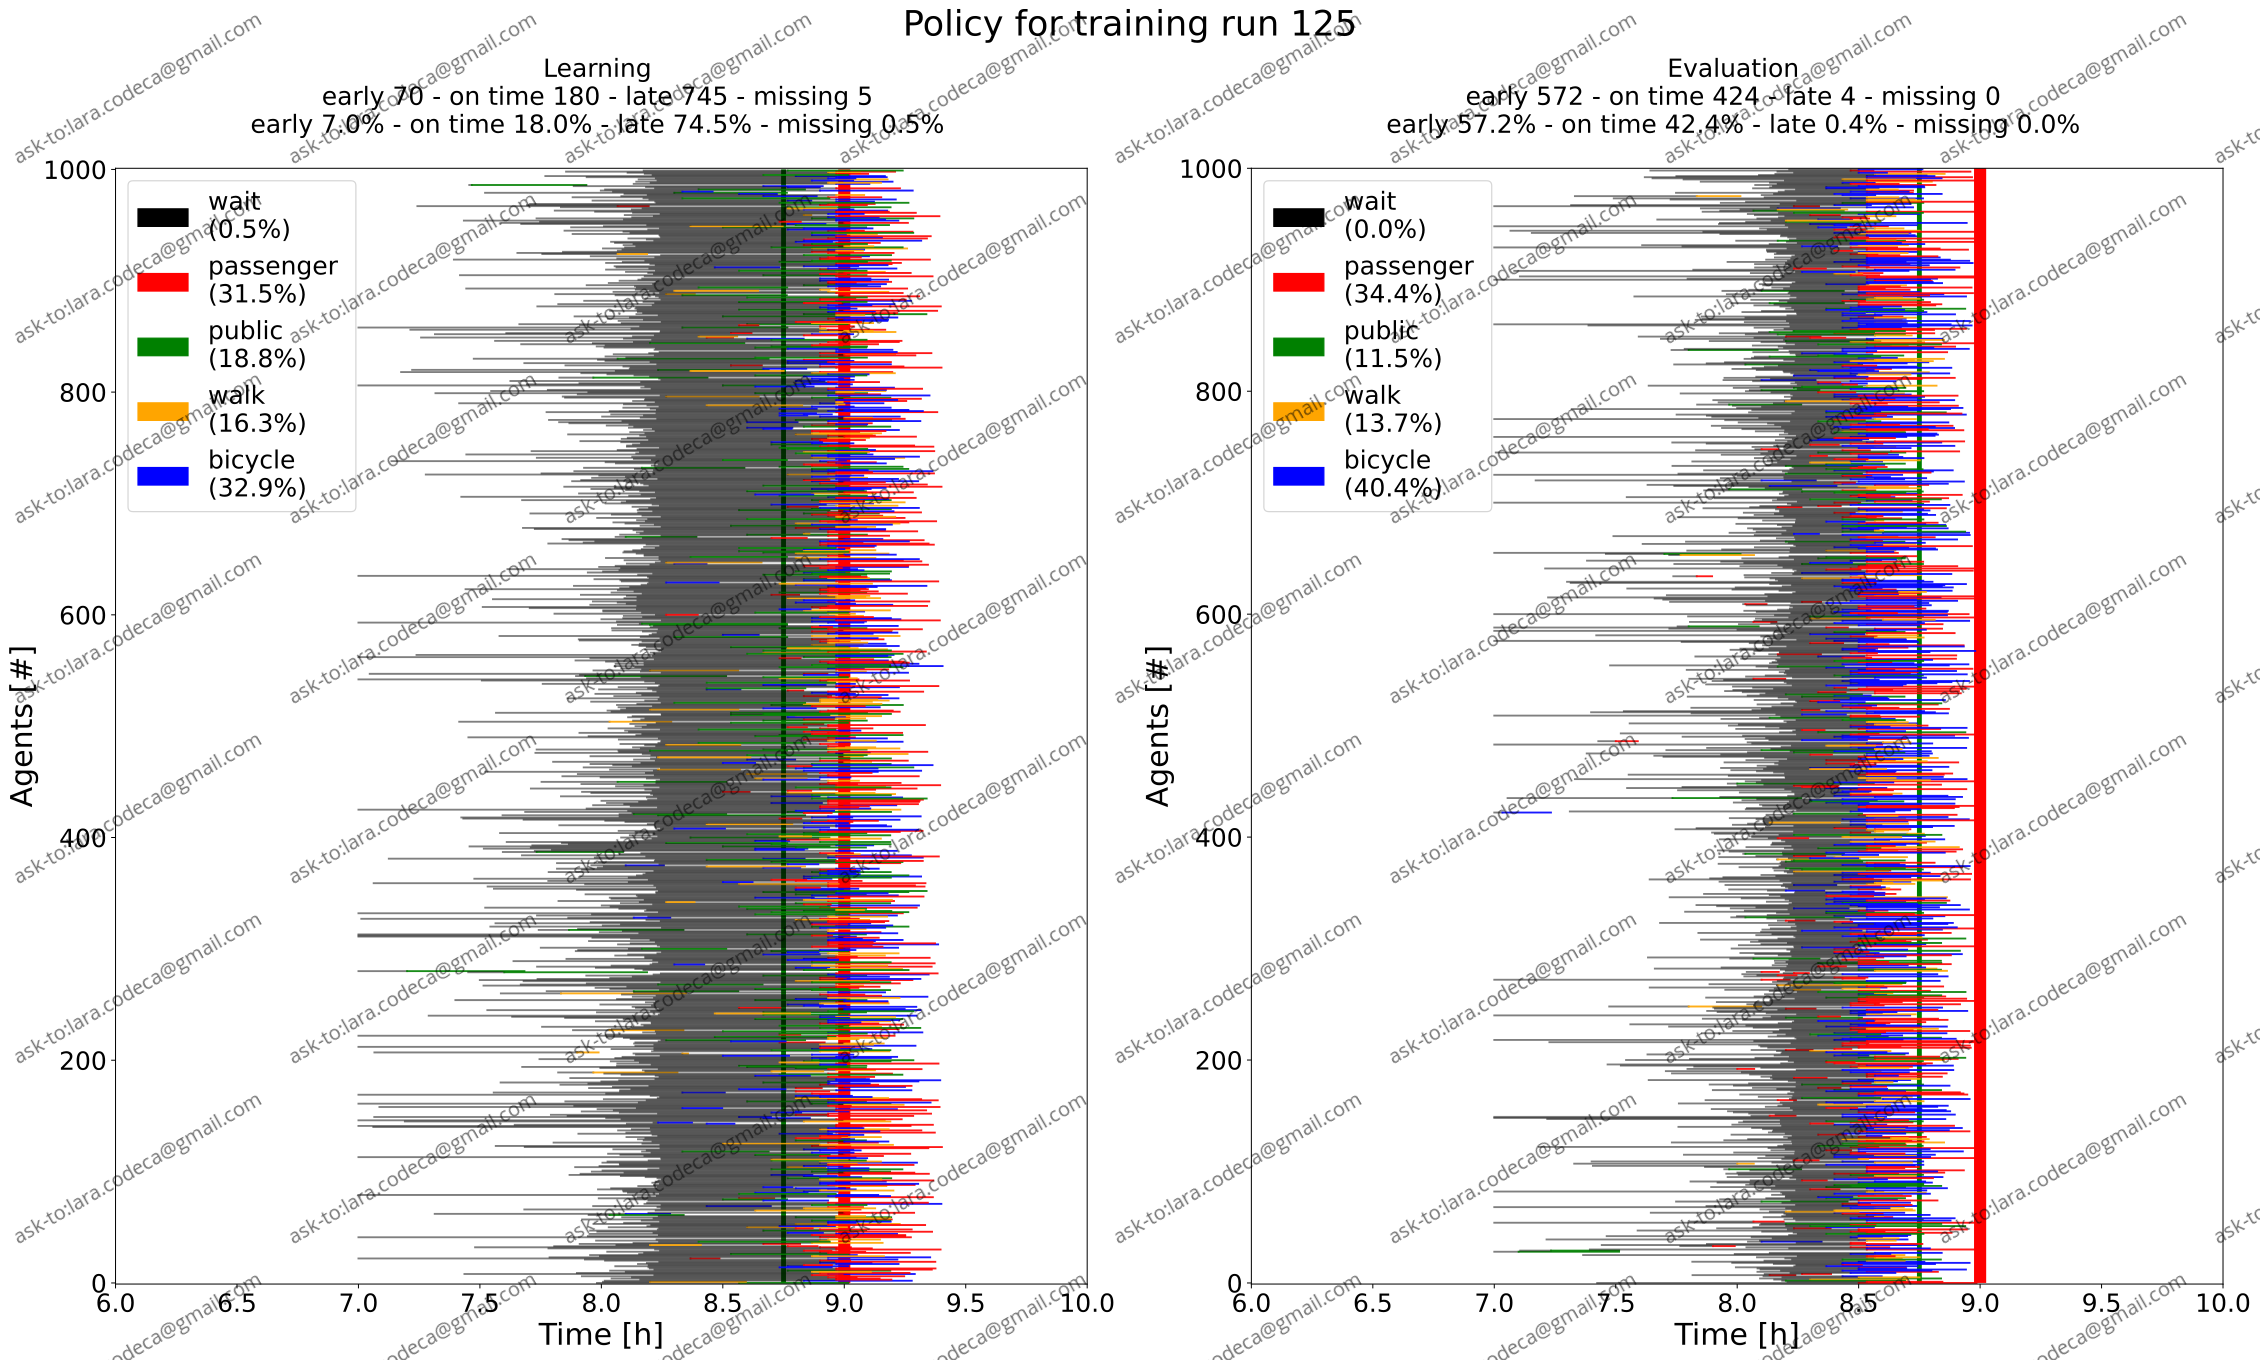 Policy for training run 125
Learning
early 70 - on time 180 - late 745 - missing 5
early 7.0% - on time 18.0% - late 74.5% - missing 0.5%
1000
800
600
400
200
0
Agents [#]
wait
(0.5%)
passenger
(31.5%)
public
(18.8%)
walk
(16.3%)
bicycle
(32.9%)
6.0 6.5 7.0 7.5 8.0 8.5 9.0 9.5 10.0
Time [h]
Evaluation
early 572 - on time 424 - late 4 - missing 0
early 57.2% - on time 42.4% - late 0.4% - missing 0.0%
1000
800
600
400
200
0
Agents [#]
wait
(0.0%)
passenger
(34.4%)
public
(11.5%)
walk
(13.7%)
bicycle
(40.4%)
6.0 6.5 7.0 7.5 8.0 8.5 9.0 9.5 10.0
Time [h]
ask-to:lara.codeca@gmail.com